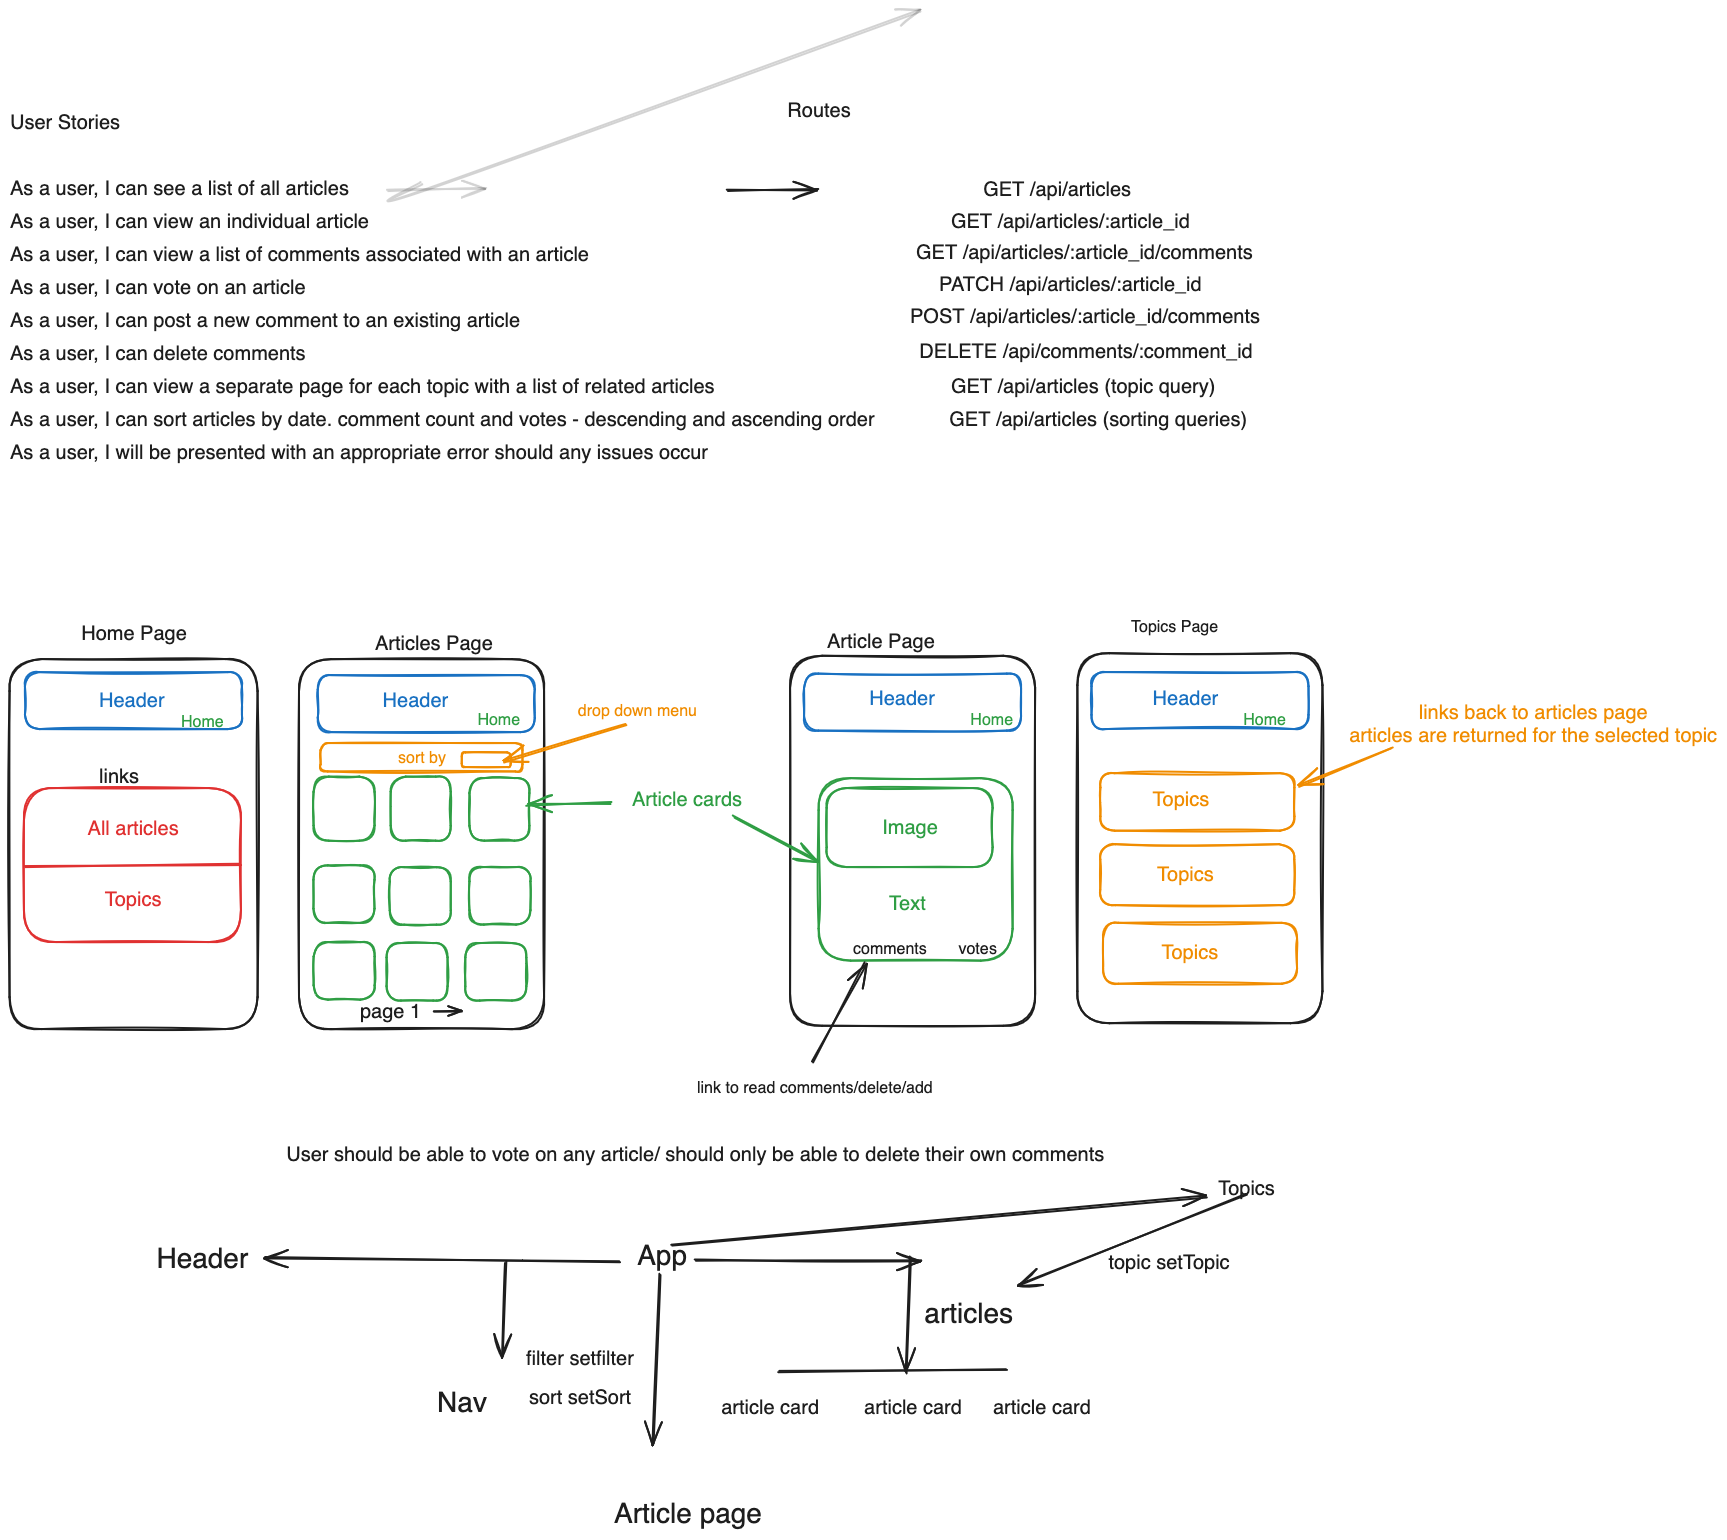 User Stories
Routes
As a user, I can see a list of all articles
GET /api/articles
As a user, I can view an individual article
GET /api/articles/:article_id
As a user, I can view a list of comments associated with an article
GET /api/articles/:article_id/comments
As a user, I can vote on an article
PATCH /api/articles/:article_id
As a user, I can post a new comment to an existing article
POST /api/articles/:article_id/comments
As a user, I can delete comments
DELETE /api/comments/:comment_id
As a user, I can view a separate page for each topic with a list of related articles
GET /api/articles (topic query)
As a user, I can sort articles by date. comment count and votes - descending and ascending order
GET /api/articles (sorting queries)
As a user, I will be presented with an appropriate error should any issues occur
Home Page
Header
Home
links
All articles
Topics
Articles Page
Header
Home
sort by
page 1
drop down menu
Article cards
Article Page
Header
Home
Image
Text
comments
votes
link to read comments/delete/add
Topics Page
Header
Home
Topics
Topics
Topics
links back to articles page
articles are returned for the selected topic
User should be able to vote on any article/ should only be able to delete their own comments
Topics
Header
App
topic setTopic
articles
filter setfilter
Nav
sort setSort
article card
article card
article card
Article page